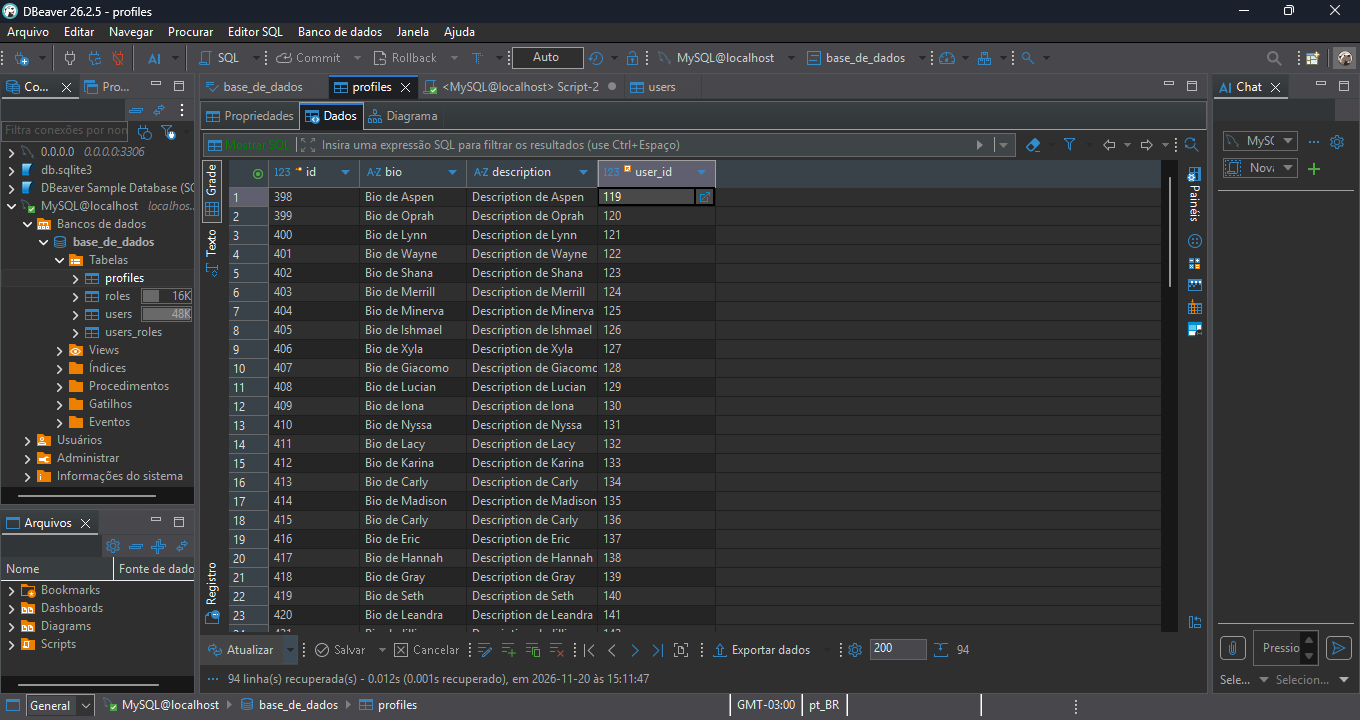 DBeaver 26.2.5 - profiles
Arquivo Editar Navegar Procurar Editor SQL Banco de dados Janela Ajuda
AI SQL Commit Rollback T Auto MySQL@localhost base_de_dados
Co... Pro...
base_de_dados profiles <MySQL@localhost> Script-2 users
AI Chat
Propriedades Dados Diagrama
Filtra conexões por nom
Mostrar SQL Insira uma expressão SQL para filtrar os resultados (use Ctrl+Espaço)
0.0.0.0 0.0.0.0:3306
db.sqlite3
DBeaver Sample Database (SQ
MySQL@localhost localhos...
Bancos de dados
base_de_dados
Tabelas
profiles
roles 16K
users 48K
users_roles
Views
Índices
Procedimentos
Gatilhos
Eventos
Usuários
Administrar
Informações do sistema
Arquivos
Nome Fonte de dado
Bookmarks
Dashboards
Diagrams
Scripts
Grade
Texto
Registro
123 id A-Z bio A-Z description 123 user_id
1 398 Bio de Aspen Description de Aspen 119
2 399 Bio de Oprah Description de Oprah 120
3 400 Bio de Lynn Description de Lynn 121
4 401 Bio de Wayne Description de Wayne 122
5 402 Bio de Shana Description de Shana 123
6 403 Bio de Merrill Description de Merrill 124
7 404 Bio de Minerva Description de Minerva 125
8 405 Bio de Ishmael Description de Ishmael 126
9 406 Bio de Xyla Description de Xyla 127
10 407 Bio de Giacomo Description de Giacomo 128
11 408 Bio de Lucian Description de Lucian 129
12 409 Bio de Iona Description de Iona 130
13 410 Bio de Nyssa Description de Nyssa 131
14 411 Bio de Lacy Description de Lacy 132
15 412 Bio de Karina Description de Karina 133
16 413 Bio de Carly Description de Carly 134
17 414 Bio de Madison Description de Madison 135
18 415 Bio de Carly Description de Carly 136
19 416 Bio de Eric Description de Eric 137
20 417 Bio de Hannah Description de Hannah 138
21 418 Bio de Gray Description de Gray 139
22 419 Bio de Seth Description de Seth 140
23 420 Bio de Leandra Description de Leandra 141
Painéis
MySC ...
Nova
Atualizar Salvar Cancelar Exportar dados 200 94
94 linha(s) recuperada(s) - 0.012s (0.001s recuperado), em 2026-11-20 às 15:11:47
Pressio
Sele... Selecion...
General MySQL@localhost base_de_dados profiles GMT-03:00 pt_BR